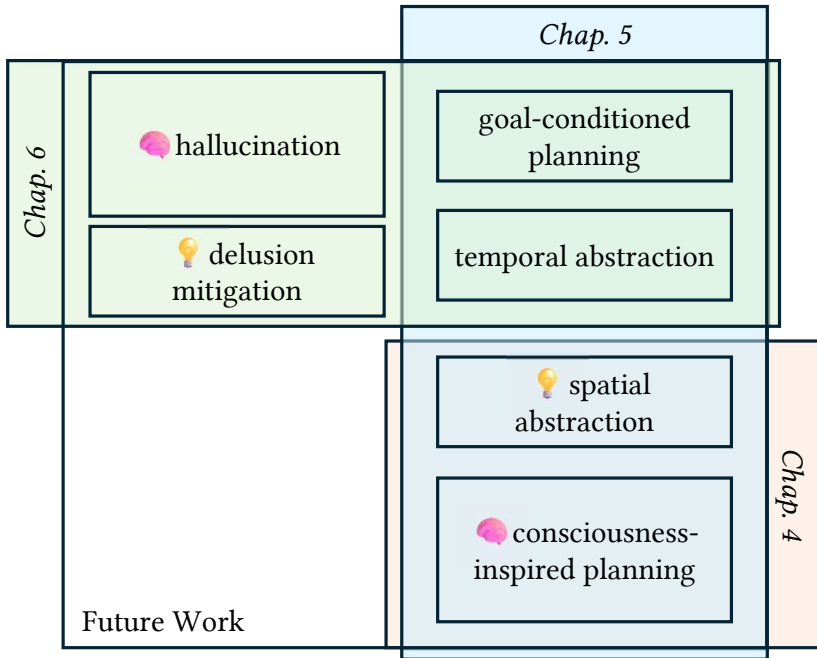 Chap. 5
Chap. 6
🧠 hallucination
goal-conditioned
planning
💡 delusion
mitigation
temporal abstraction
💡 spatial
abstraction
Chap. 4
🧠 consciousness-
inspired planning
Future Work